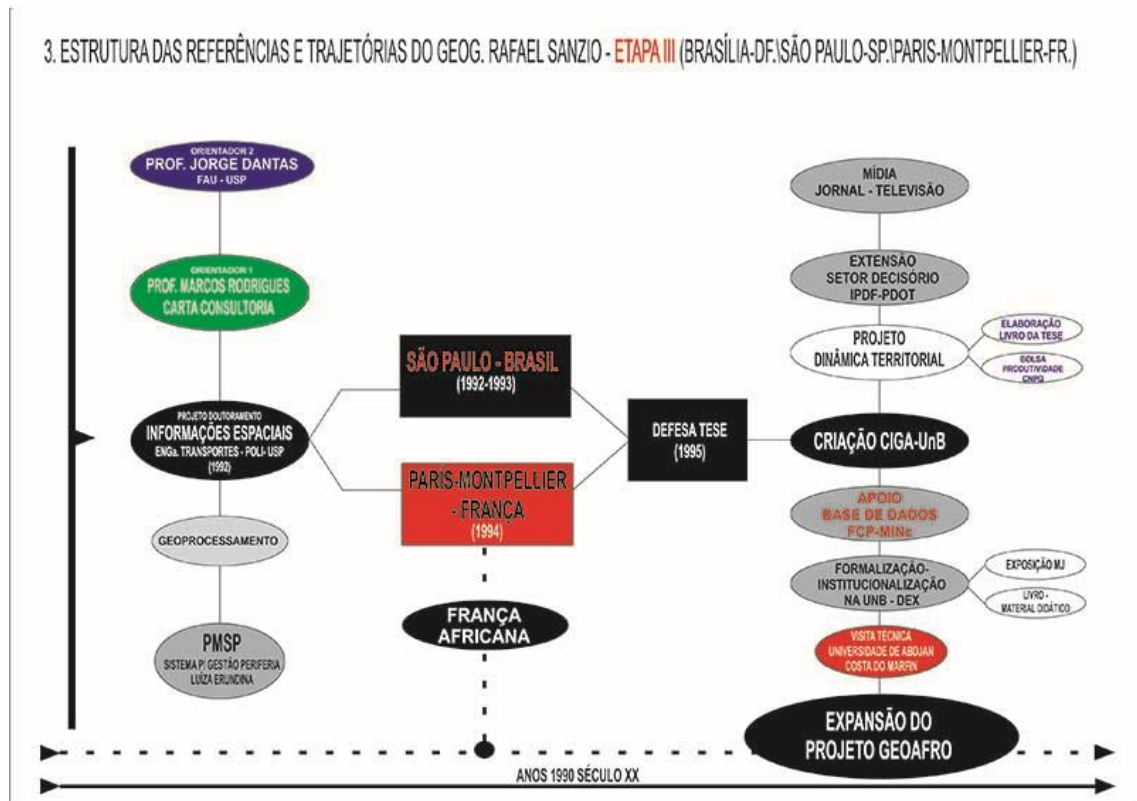 3. ESTRUTURA DAS REFERÊNCIAS E TRAJETÓRIAS DO GEOG. RAFAEL SANZIO - ETAPA III (BRASÍLIA-DF.\SÃO PAULO-SP.\PARIS-MONTPELLIER-FR.)
ORIENTADOR 2
PROF. JORGE DANTAS
FAU - USP
ORIENTADOR 1
PROF. MARCOS RODRIGUES
CARTA CONSULTORIA
PROJETO DOUTORAMENTO
INFORMAÇÕES ESPACIAIS
ENGa. TRANSPORTES - POLI- USP
(1992)
GEOPROCESSAMENTO
PMSP
SISTEMA P\ GESTÃO PERIFERIA
LUÍZA ERUNDINA
SÃO PAULO - BRASIL
(1992-1993)
PARIS-MONTPELLIER
- FRANÇA
(1994)
FRANÇA
AFRICANA
DEFESA TESE
(1995)
MÍDIA
JORNAL - TELEVISÃO
EXTENSÃO
SETOR DECISÓRIO
IPDF-PDOT
PROJETO
DINÂMICA TERRITORIAL
ELABORAÇÃO
LIVRO DA TESE
BOLSA
PRODUTIVIDADE
CNPQ
CRIAÇÃO CIGA-UnB
APOIO
BASE DE DADOS
FCP-MINc
FORMALIZAÇÃO-
INSTITUCIONALIZAÇÃO
NA UNB - DEX
EXPOSIÇÃO MJ
LIVRO -
MATERIAL DIDÁTICO
VISITA TÉCNICA
UNIVERSIDADE DE ABDJAN
COSTA DO MARFIN
EXPANSÃO DO
PROJETO GEOAFRO
ANOS 1990 SÉCULO XX